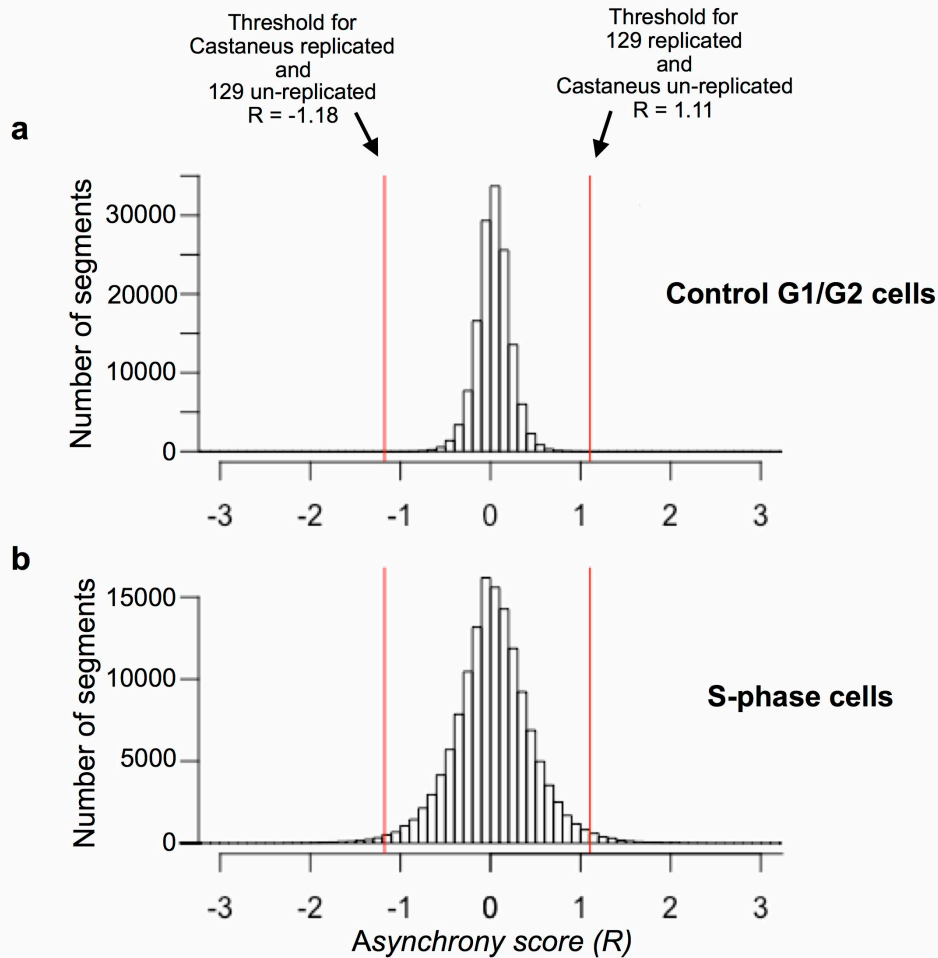 Threshold for
Castaneus replicated
and
129 un-replicated
R = -1.18
Threshold for
129 replicated
and
Castaneus un-replicated
R = 1.11
a
Number of segments
30000
20000
10000
0
Control G1/G2 cells
-3 -2 -1 0 1 2 3
b
Number of segments
15000
10000
5000
0
S-phase cells
-3 -2 -1 0 1 2 3
Asynchrony score (R)